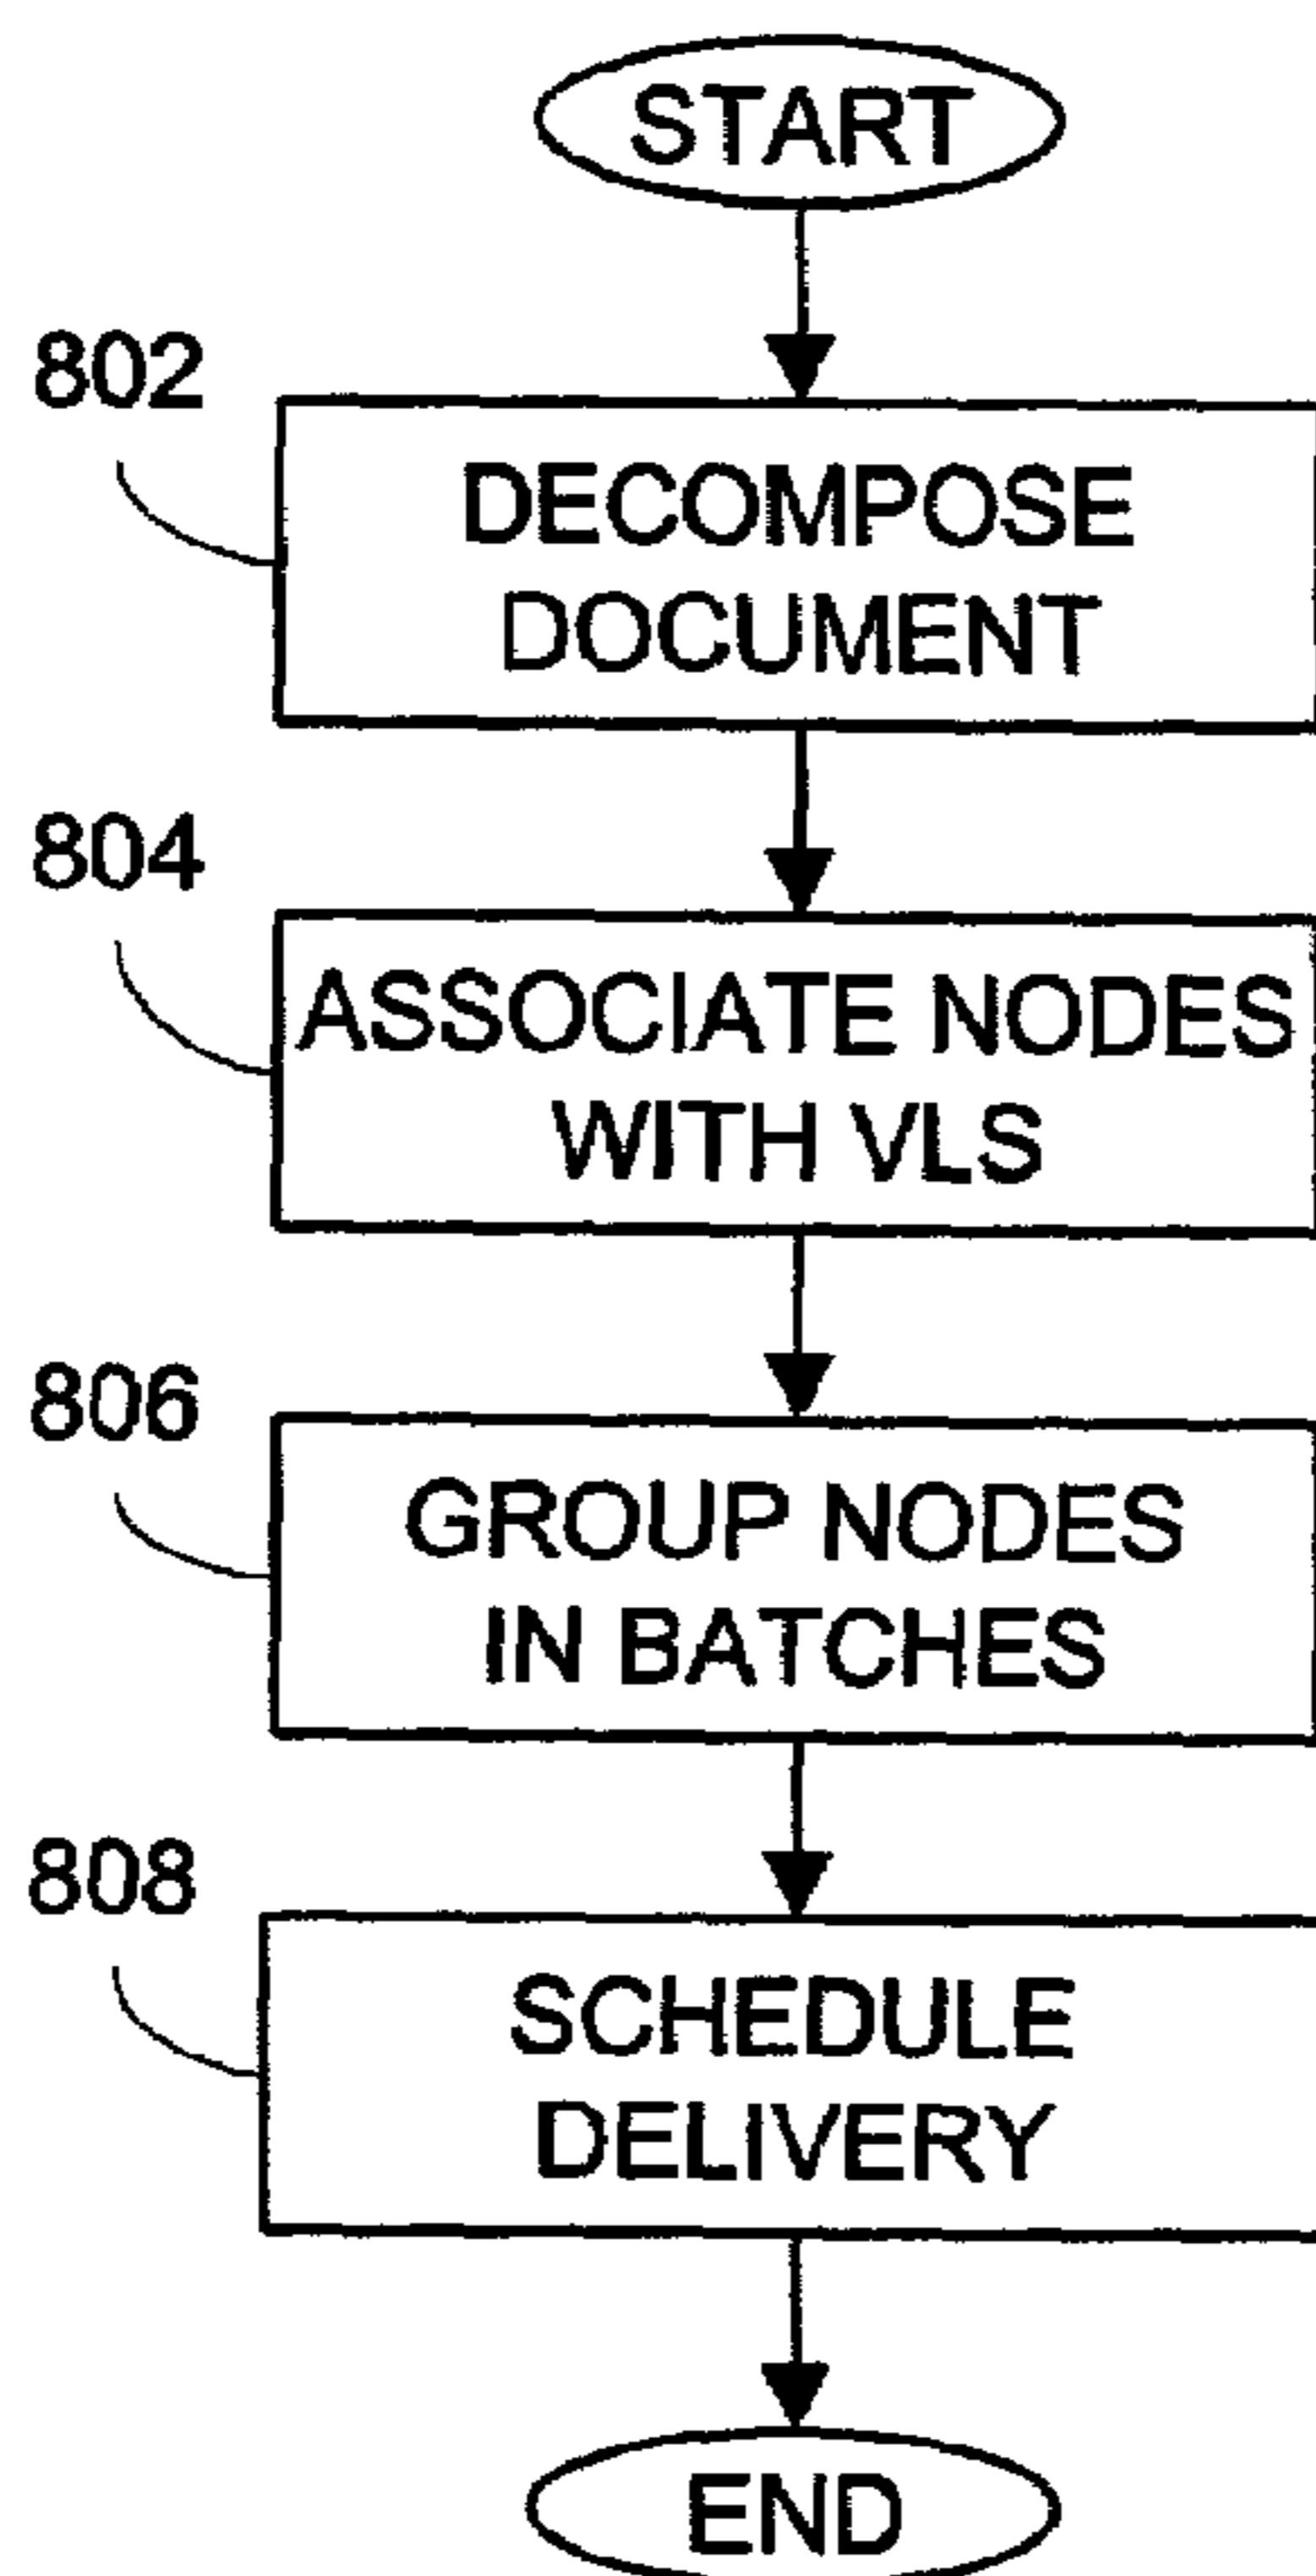 START
802
DECOMPOSE
DOCUMENT
804
ASSOCIATE NODES
WITH VLS
806
GROUP NODES
IN BATCHES
808
SCHEDULE
DELIVERY
END